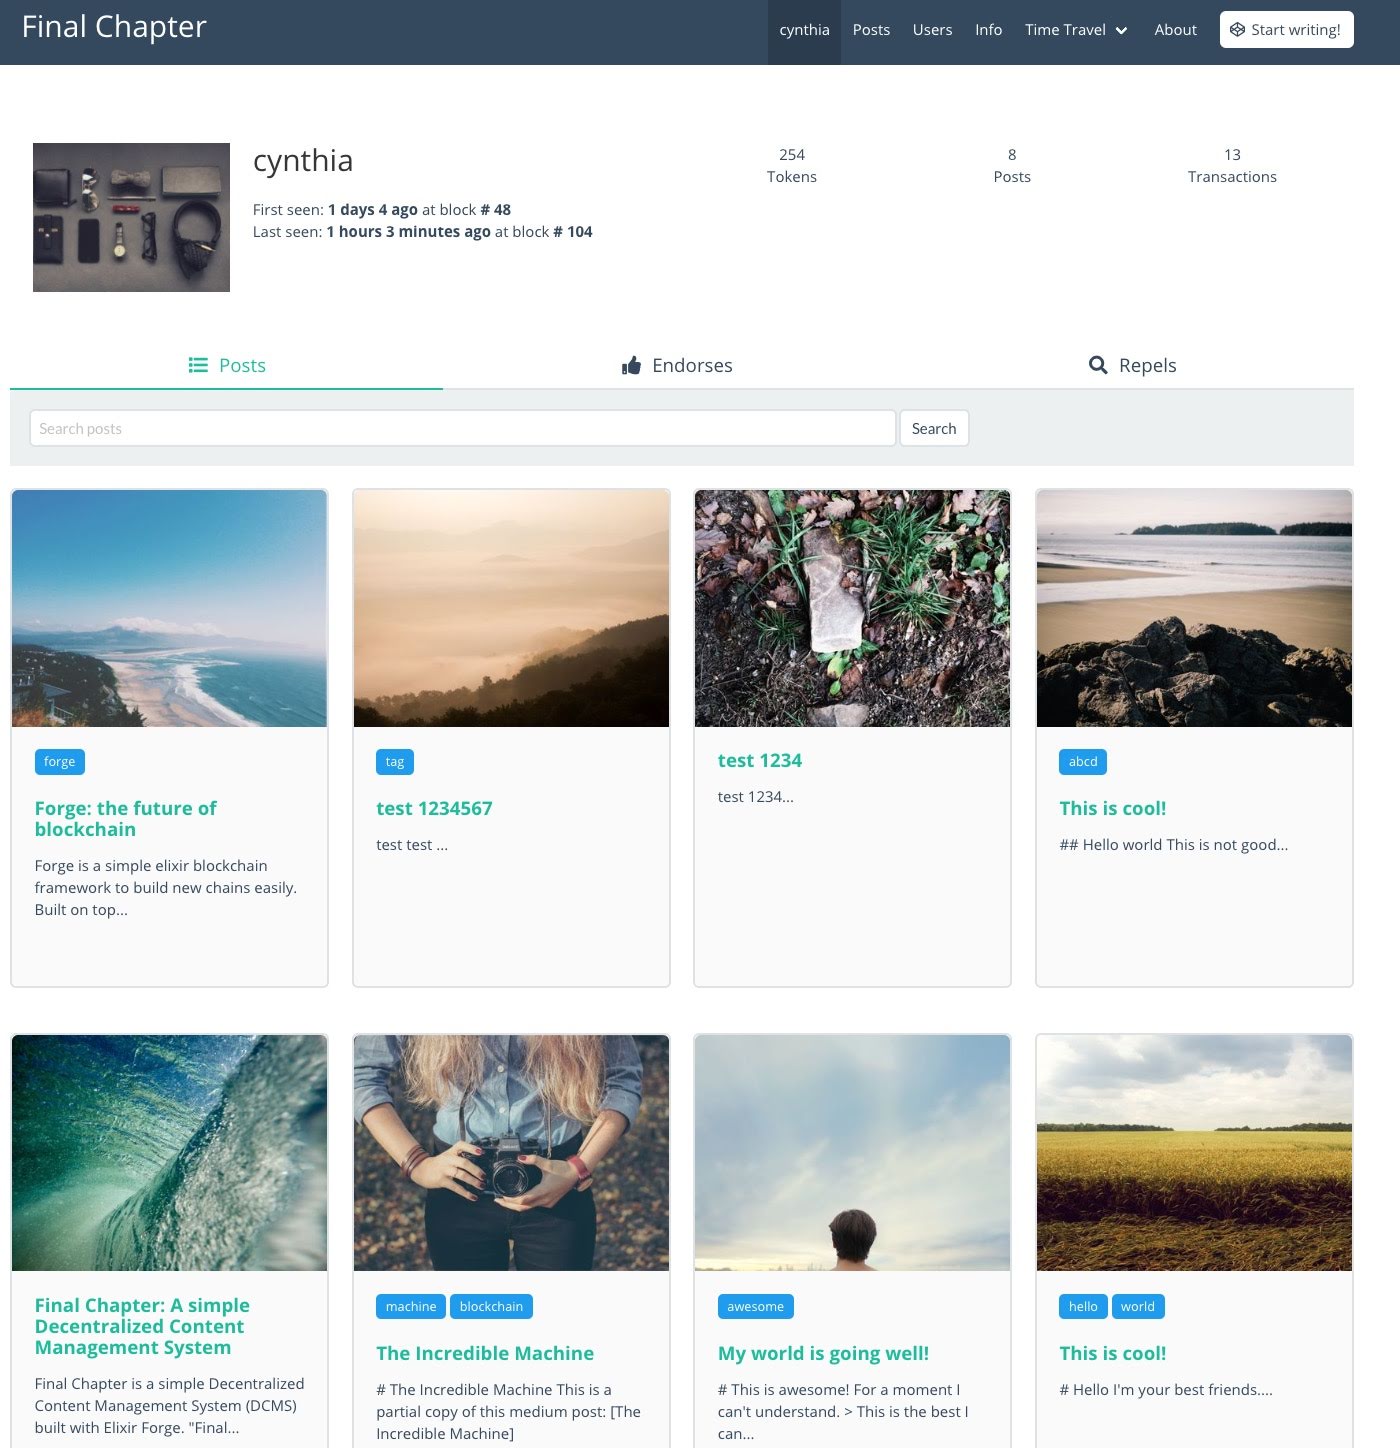 Final Chapter
cynthia Posts Users Info Time Travel About Start writing!
cynthia
First seen: 1 days 4 ago at block # 48
Last seen: 1 hours 3 minutes ago at block # 104
254
Tokens
8
Posts
13
Transactions
Posts
Endorses
Repels
Search posts
Search
forge
Forge: the future of
blockchain
Forge is a simple elixir blockchain
framework to build new chains easily.
Built on top...
tag
test 1234567
test test ...
test 1234
test 1234...
abcd
This is cool!
## Hello world This is not good...
Final Chapter: A simple
Decentralized Content
Management System
Final Chapter is a simple Decentralized
Content Management System (DCMS)
built with Elixir Forge. "Final...
machine blockchain
The Incredible Machine
# The Incredible Machine This is a
partial copy of this medium post: [The
Incredible Machine]
awesome
My world is going well!
# This is awesome! For a moment I
can't understand. > This is the best I
can...
hello world
This is cool!
# Hello I'm your best friends....